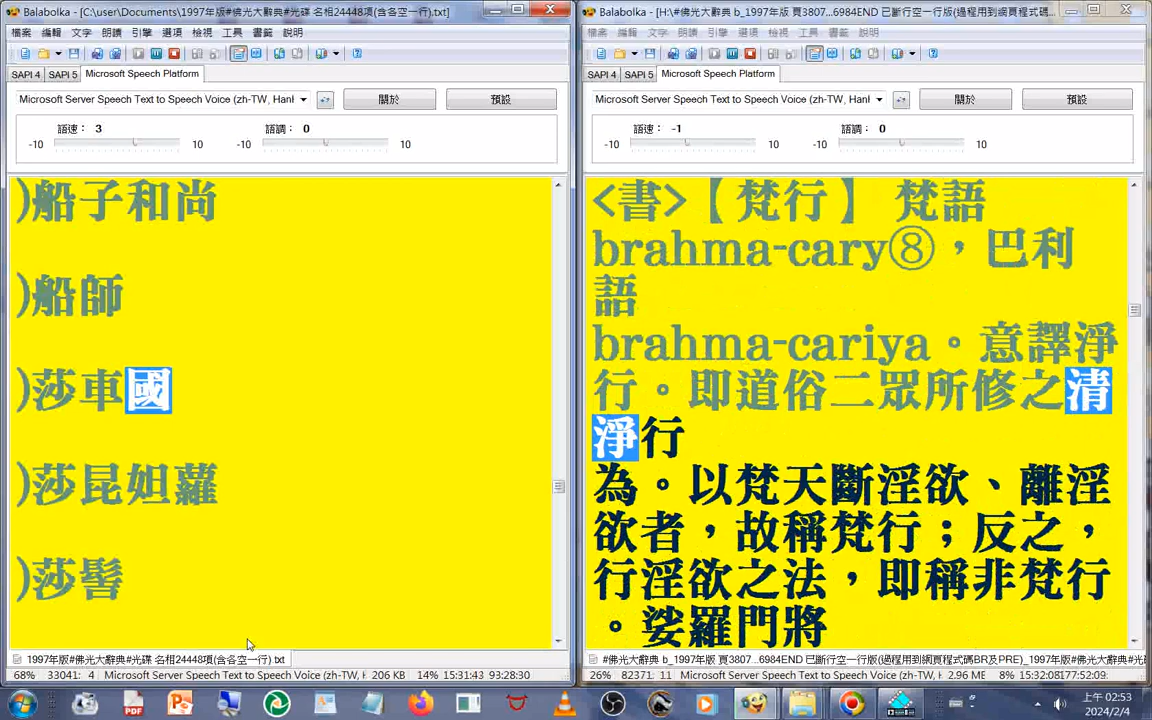 Balabolka - [C:\user\Documents\1997年版#佛光大辭典#光碟 名相24448項(含各空一行).txt]
檔案 編輯 文字 朗讀 引擎 選項 檢視 工具 書籤 說明
SAPI 4 SAPI 5 Microsoft Speech Platform
Microsoft Server Speech Text to Speech Voice (zh-TW, Hanl
關於
預設
語速： 3
語調： 0
-10 10 -10 10
)船子和尚
)船師
)莎車國
)莎昆妲蘿
)莎髻
1997年版#佛光大辭典#光碟 名相24448項(含各空一行).txt
68% 33041: 4 Microsoft Server Speech Text to Speech Voice (zh-TW, H 206 KB 14% 15:31:43 93:28:30
Balabolka - [H:\#佛光大辭典 b_1997年版 頁3807...6984END 已斷行空一行版(過程用到網頁程式碼...
檔案 編輯 文字 朗讀 引擎 選項 檢視 工具 書籤 說明
SAPI 4 SAPI 5 Microsoft Speech Platform
Microsoft Server Speech Text to Speech Voice (zh-TW, Hanl
關於
預設
語速： -1
語調： 0
-10 10 -10 10
<書>【梵行】 梵語
brahma-cary⑧，巴利
語
brahma-cariya。意譯淨
行。即道俗二眾所修之清
淨行
為。以梵天斷淫欲、離淫
欲者，故稱梵行；反之，
行淫欲之法，即稱非梵行
。娑羅門將
#佛光大辭典 b_1997年版 頁3807...6984END 已斷行空一行版(過程用到網頁程式碼BR及PRE)_1997年版#佛光
26% 82371: 11 Microsoft Server Speech Text to Speech Voice (zh-TW, H 2.96 ME 8% 15:32:08177:52:09
上午 02:53
2024/2/4